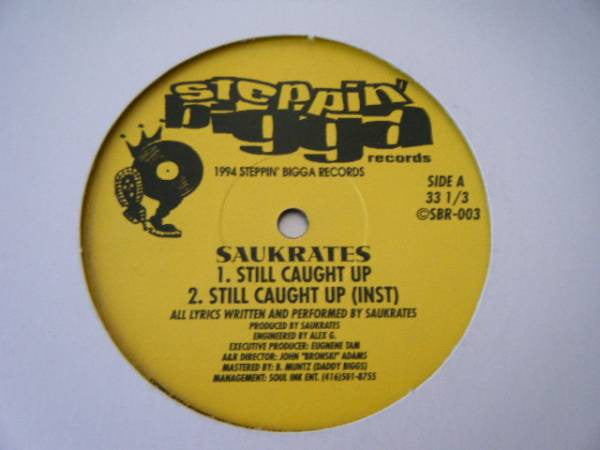 STEPPIN'
BIGGA
records
1994 STEPPIN' BIGGA RECORDS
SIDE A
33 1/3
©SBR-003
SAUKRATES
1. STILL CAUGHT UP
2. STILL CAUGHT UP (INST)
ALL LYRICS WRITTEN AND PERFORMED BY SAUKRATES
PRODUCED BY SAUKRATES
ENGINEERED BY ALEX G.
EXECUTIVE PRODUCER: EUGNENE TAM
A&R DIRECTOR: JOHN "BRONSKI" ADAMS
MASTERED BY: B. MUNTZ (DADDY BIGGS)
MANAGEMENT: SOUL INK ENT. (416)581-8755